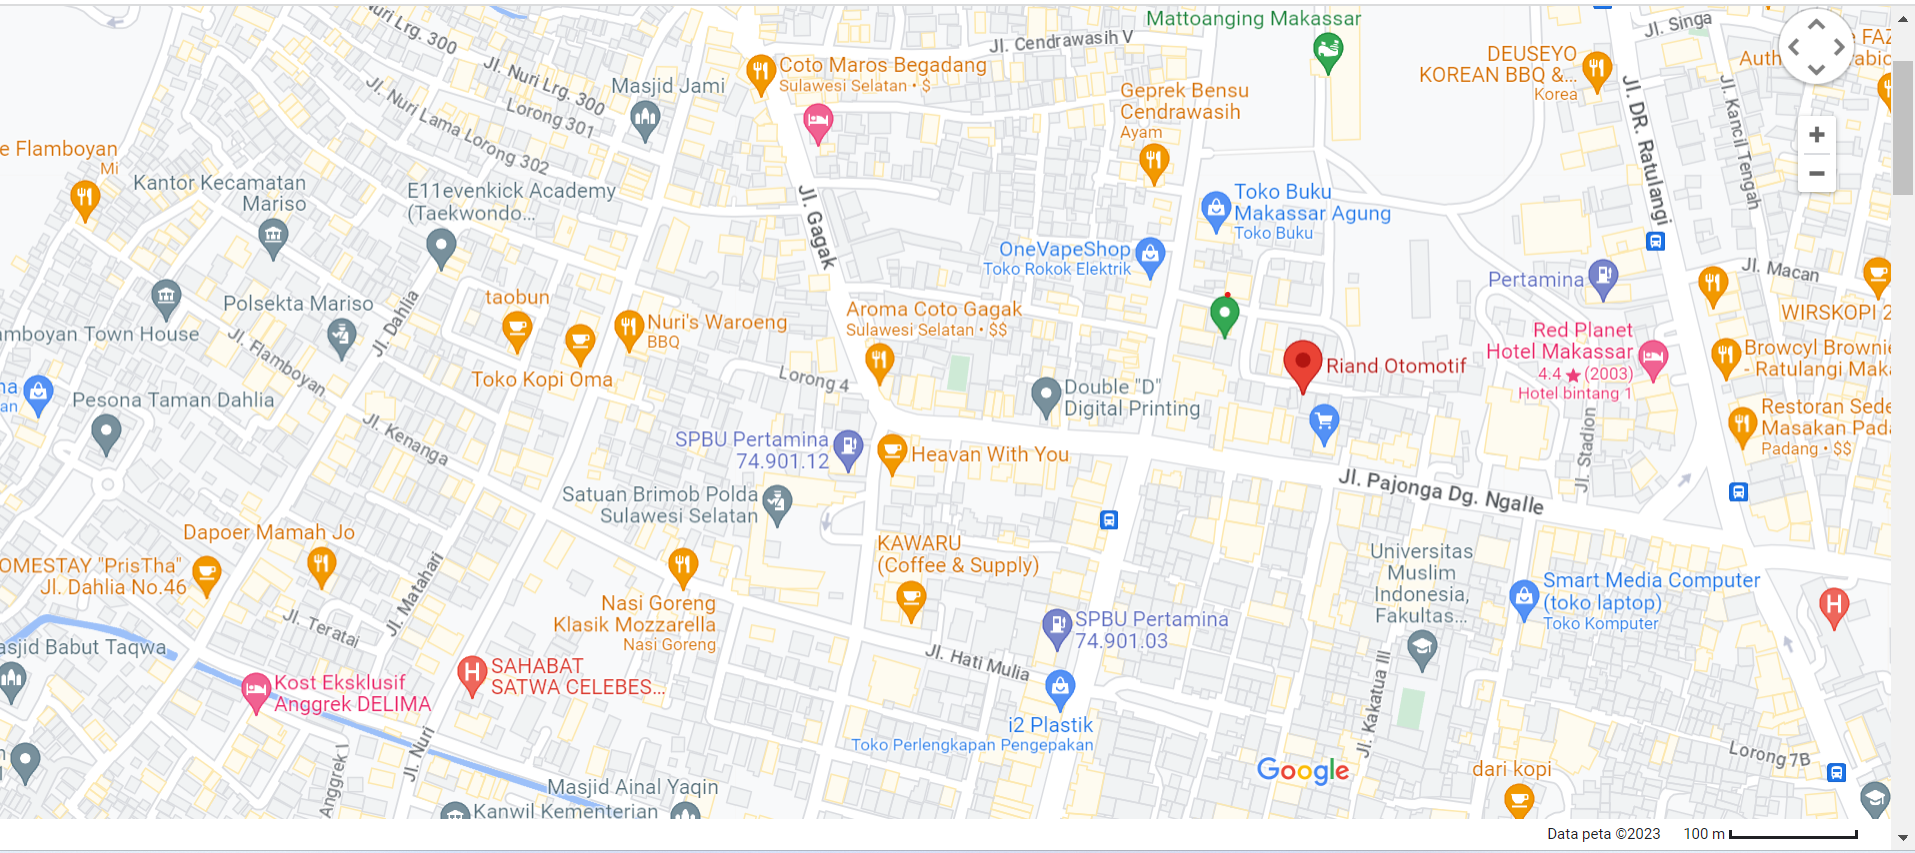 Nuri Lrg. 300
Jl. Nuri Lrg. 300
Lorong 301
Jl. Nuri Lama Lorong 302
Masjid Jami
Coto Maros Begadang
Sulawesi Selatan • $
Jl. Cendrawasih V
Mattoanging Makassar
Geprek Bensu
Cendrawasih
Ayam
DEUSEYO
KOREAN BBQ &...
Korea
Jl. Singa
FAZ
Jl. DR. Ratulangi
Jl. Kancil Tengah
e Flamboyan
Mi
Kantor Kecamatan
Mariso
E11evenkick Academy
(Taekwondo...
Jl. Gagak
Toko Buku
Makassar Agung
Toko Buku
OneVapeShop
Toko Rokok Elektrik
Pertamina
Jl. Macan
WIRSKOPI 2
Polsekta Mariso
Jl. Dahlia
taobun
Nuri's Waroeng
BBQ
Toko Kopi Oma
Aroma Coto Gagak
Sulawesi Selatan • $$
amboyan Town House
Jl. Flamboyan
Lorong 4
Double "D"
Digital Printing
Riand Otomotif
Red Planet
Hotel Makassar
4.4 ★ (2003)
Hotel bintang 1
Browcyl Brownie
- Ratulangi Mak
Restoran Sede
Masakan Pada
Padang • $$
na
an
Pesona Taman Dahlia
Jl. Kenanga
SPBU Pertamina
74.901.12
Heavan With You
Jl. Stadion
Jl. Pajonga Dg. Ngalle
Satuan Brimob Polda
Sulawesi Selatan
Dapoer Mamah Jo
OMESTAY "PrisTha"
Jl. Dahlia No.46
Jl. Matahari
Jl. Teratai
Nasi Goreng
Klasik Mozzarella
Nasi Goreng
KAWARU
(Coffee & Supply)
SPBU Pertamina
74.901.03
Universitas
Muslim
Indonesia,
Fakultas...
Smart Media Computer
(toko laptop)
Toko Komputer
H
asjid Babut Taqwa
Kost Eksklusif
Anggrek DELIMA
H
SAHABAT
SATWA CELEBES...
Jl. Hati Mulia
i2 Plastik
Toko Perlengkapan Pengepakan
Jl. Kakatua III
Jl. Nuri
Anggrek I
Masjid Ainal Yaqin
Kanwil Kementerian
Google
dari kopi
Lorong 7B
Data peta ©2023
100 m